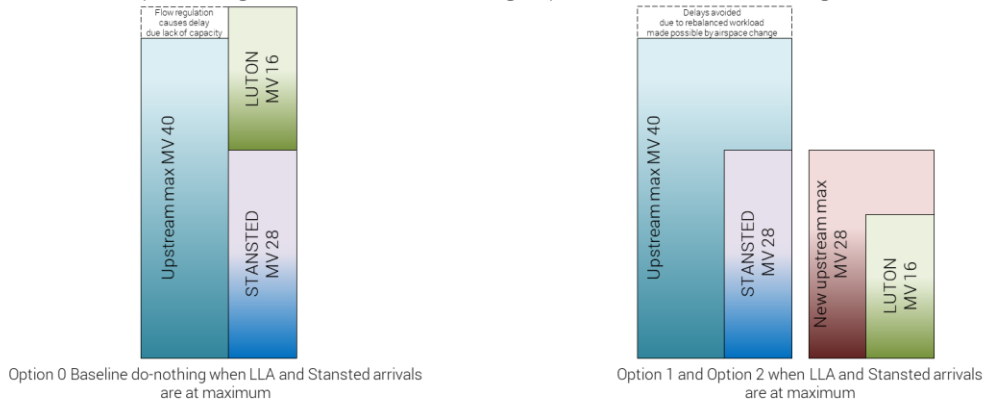 Flow regulation
causes delay
due lack of capacity
Upstream max MV 40
LUTON
MV 16
STANSTED
MV 28
Option 0 Baseline do-nothing when LLA and Stansted arrivals
are at maximum
Delays avoided
due to rebalanced workload
made possible by airspace change
Upstream max MV 40
STANSTED
MV 28
New upstream max
MV 28
LUTON
MV 16
Option 1 and Option 2 when LLA and Stansted arrivals
are at maximum